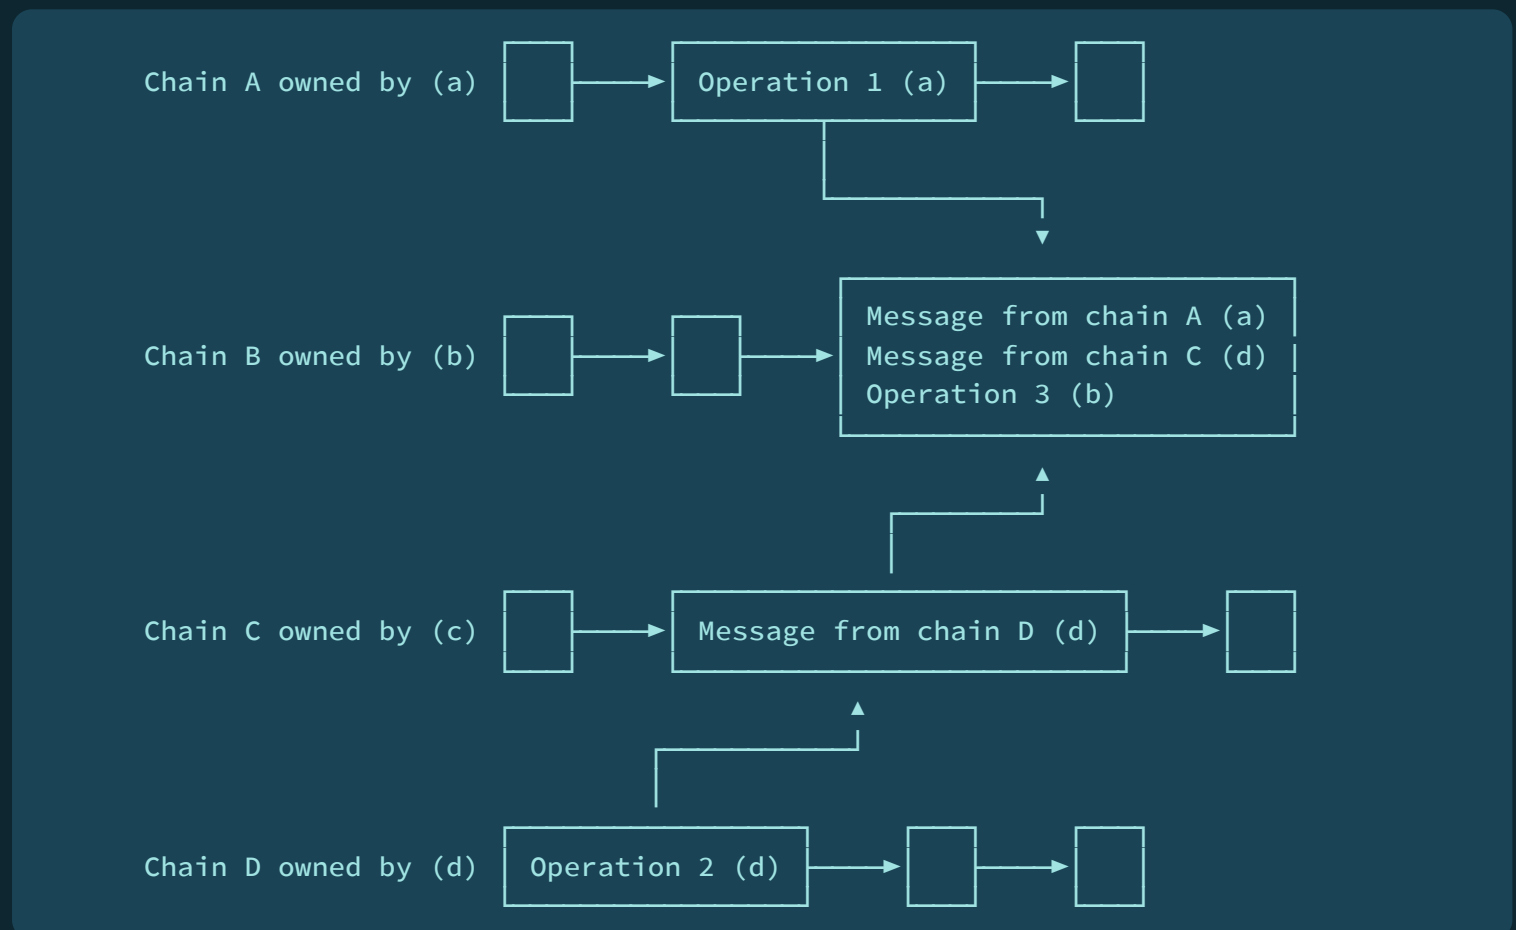 Chain A owned by (a) Operation 1 (a)
Message from chain A (a)
Chain B owned by (b) Message from chain C (d)
Operation 3 (b)
Chain C owned by (c) Message from chain D (d)
Chain D owned by (d) Operation 2 (d)